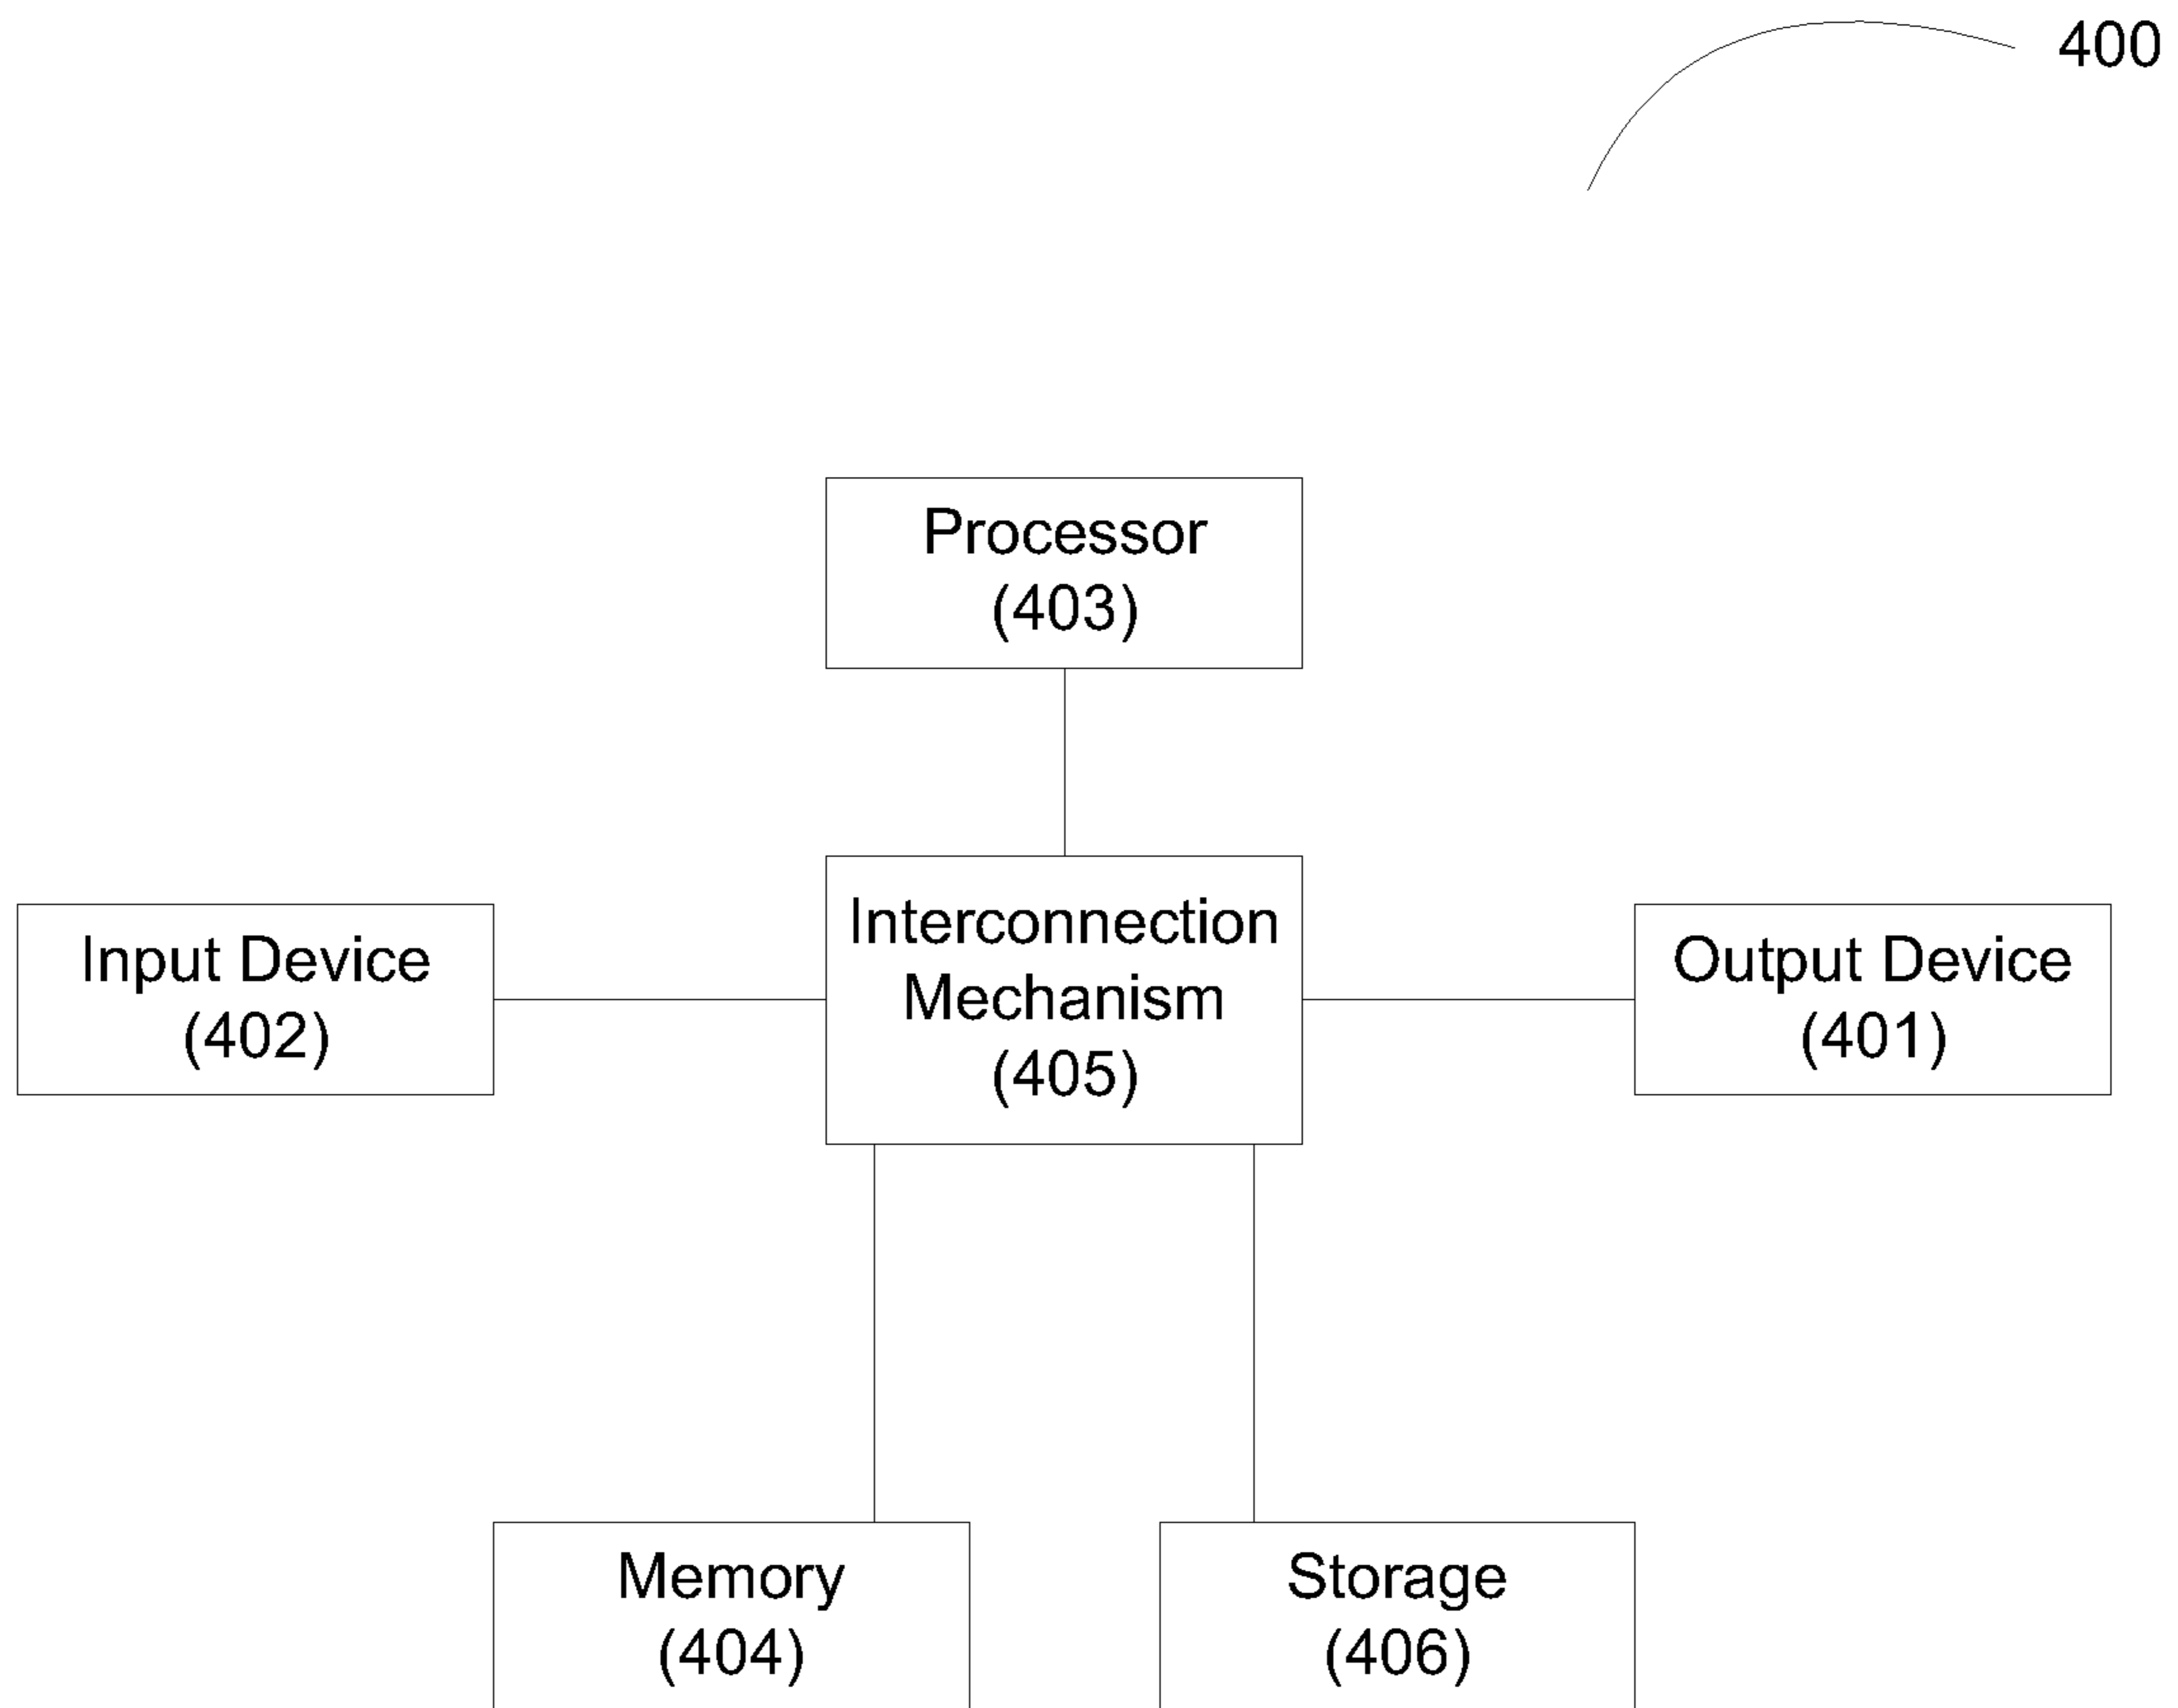 400
Processor
(403)
Interconnection
Mechanism
(405)
Input Device
(402)
Output Device
(401)
Memory
(404)
Storage
(406)